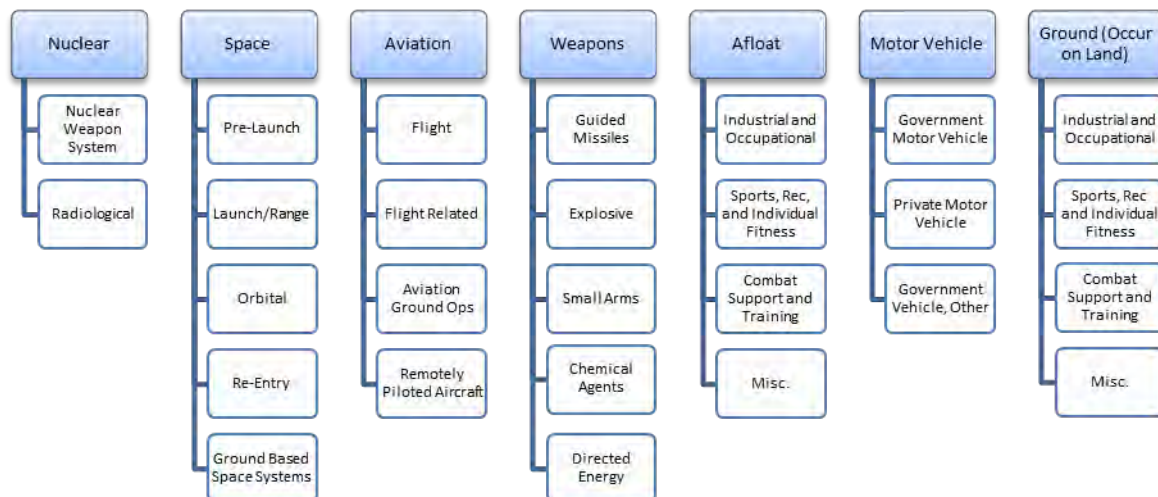 Nuclear
Nuclear
Weapon
System
Radiological
Space
Pre-Launch
Launch/Range
Orbital
Re-Entry
Ground Based
Space Systems
Aviation
Flight
Flight Related
Aviation
Ground Ops
Remotely
Piloted Aircraft
Weapons
Guided
Missiles
Explosive
Small Arms
Chemical
Agents
Directed
Energy
Afloat
Industrial and
Occupational
Sports, Rec,
and Individual
Fitness
Combat
Support and
Training
Misc.
Motor Vehicle
Government
Motor Vehicle
Private Motor
Vehicle
Government
Vehicle, Other
Ground (Occur
on Land)
Industrial and
Occupational
Sports, Rec
and Individual
Fitness
Combat
Support and
Training
Misc.